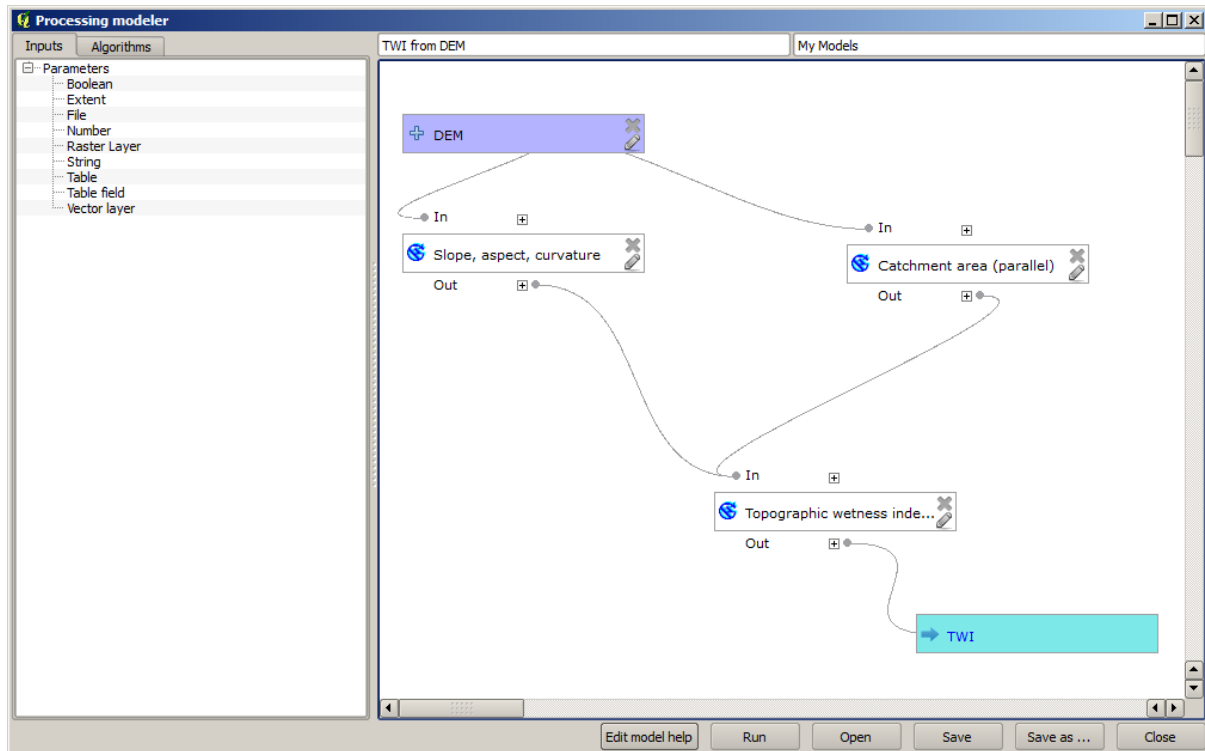 Processing modeler
Inputs
Algorithms
Parameters
Boolean
Extent
File
Number
Raster Layer
String
Table
Table field
Vector layer
TWI from DEM
My Models
DEM
In
Slope, aspect, curvature
Out
In
Catchment area (parallel)
Out
In
Topographic wetness inde...
Out
TWI
Edit model help
Run
Open
Save
Save as ...
Close